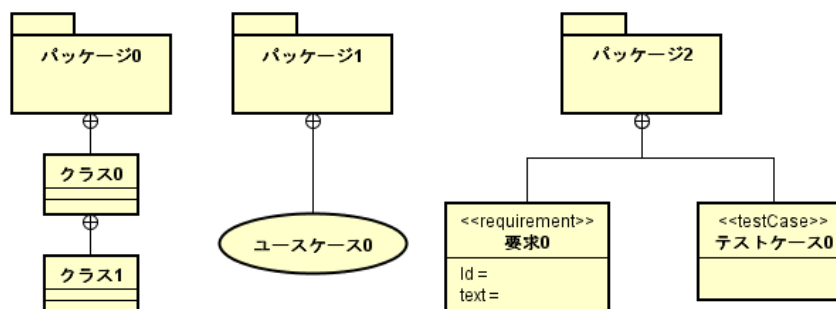 パッケージ0
パッケージ1
パッケージ2
クラス0
クラス1
ユースケース0
<<requirement>>
要求0
Id =
text =
<<testCase>>
テストケース0